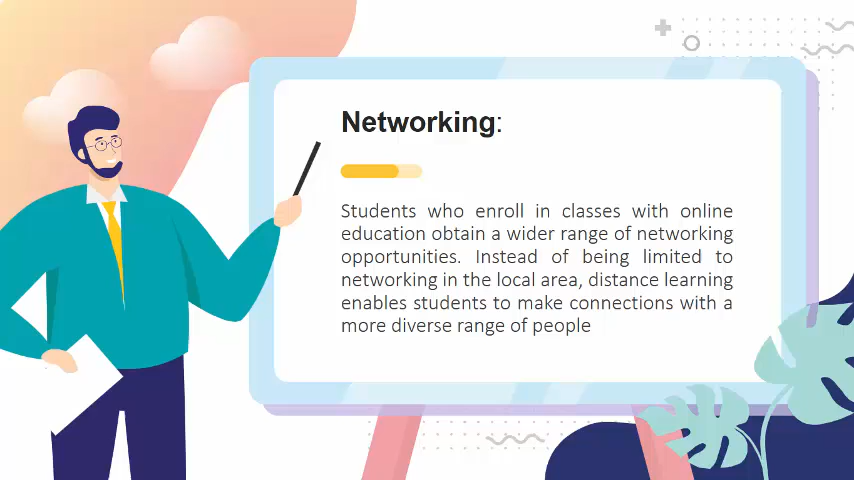 Networking:
Students who enroll in classes with online
education obtain a wider range of networking
opportunities. Instead of being limited to
networking in the local area, distance learning
enables students to make connections with a
more diverse range of people